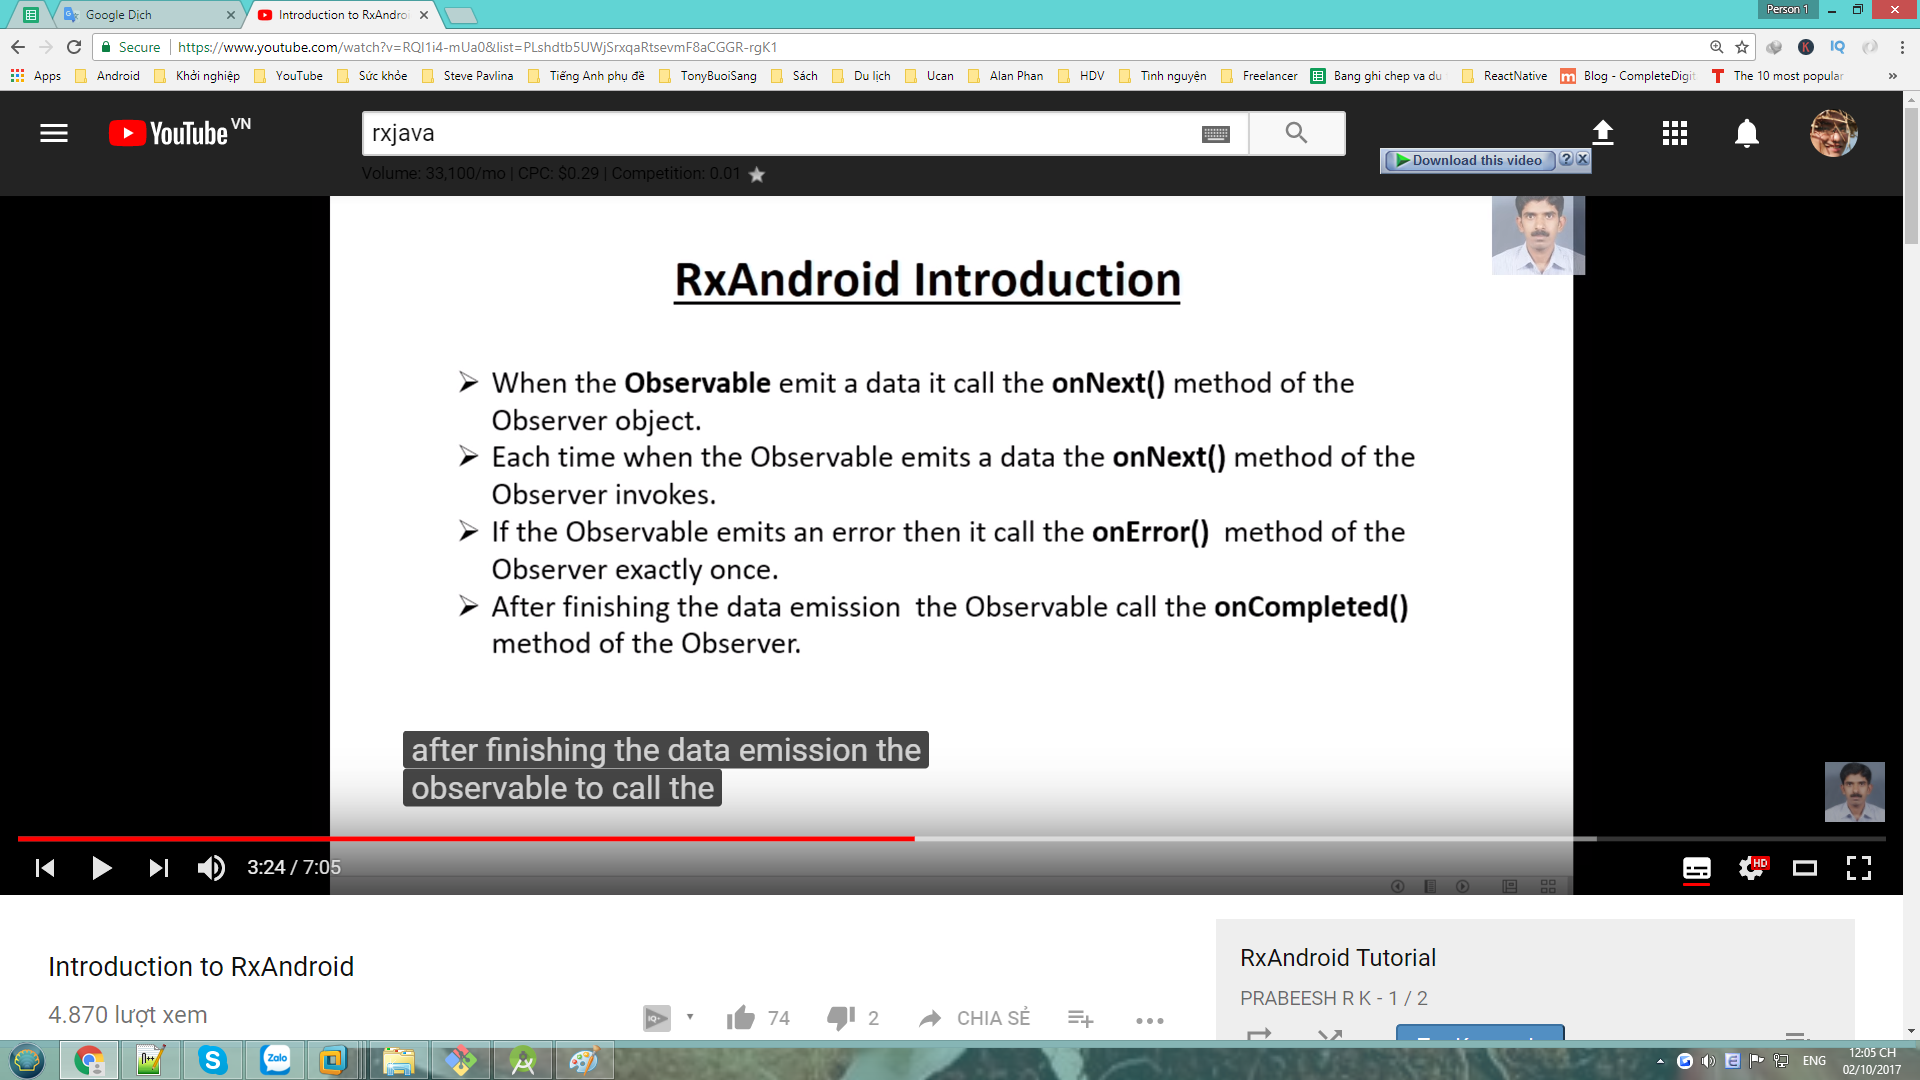 Google Dịch
Introduction to RxAndroi
Person 1
Secure
https://www.youtube.com/watch?v=RQI1i4-mUa0&list=PLshdtb5UWjSrxqaRtsevmF8aCGGR-rgK1
Apps Android Khởi nghiệp YouTube Sức khỏe Steve Pavlina Tiếng Anh phụ đề TonyBuoiSang Sách Du lịch Ucan Alan Phan HDV Tình nguyện Freelancer Bang ghi chep va du ReactNative Blog - CompleteDigit The 10 most popular »
YouTube VN
rxjava
Download this video ?
Volume: 33,100/mo | CPC: $0.29 | Competition: 0.01
RxAndroid Introduction
When the Observable emit a data it call the onNext() method of the
Observer object.
Each time when the Observable emits a data the onNext() method of the
Observer invokes.
If the Observable emits an error then it call the onError() method of the
Observer exactly once.
After finishing the data emission the Observable call the onCompleted()
method of the Observer.
after finishing the data emission the
observable to call the
3:24 / 7:05
HD
Introduction to RxAndroid
4.870 lượt xem
IQ
74
2
CHIA SẺ
RxAndroid Tutorial
PRABEESH R K - 1 / 2
Zalo
ENG
12:05 CH
02/10/2017